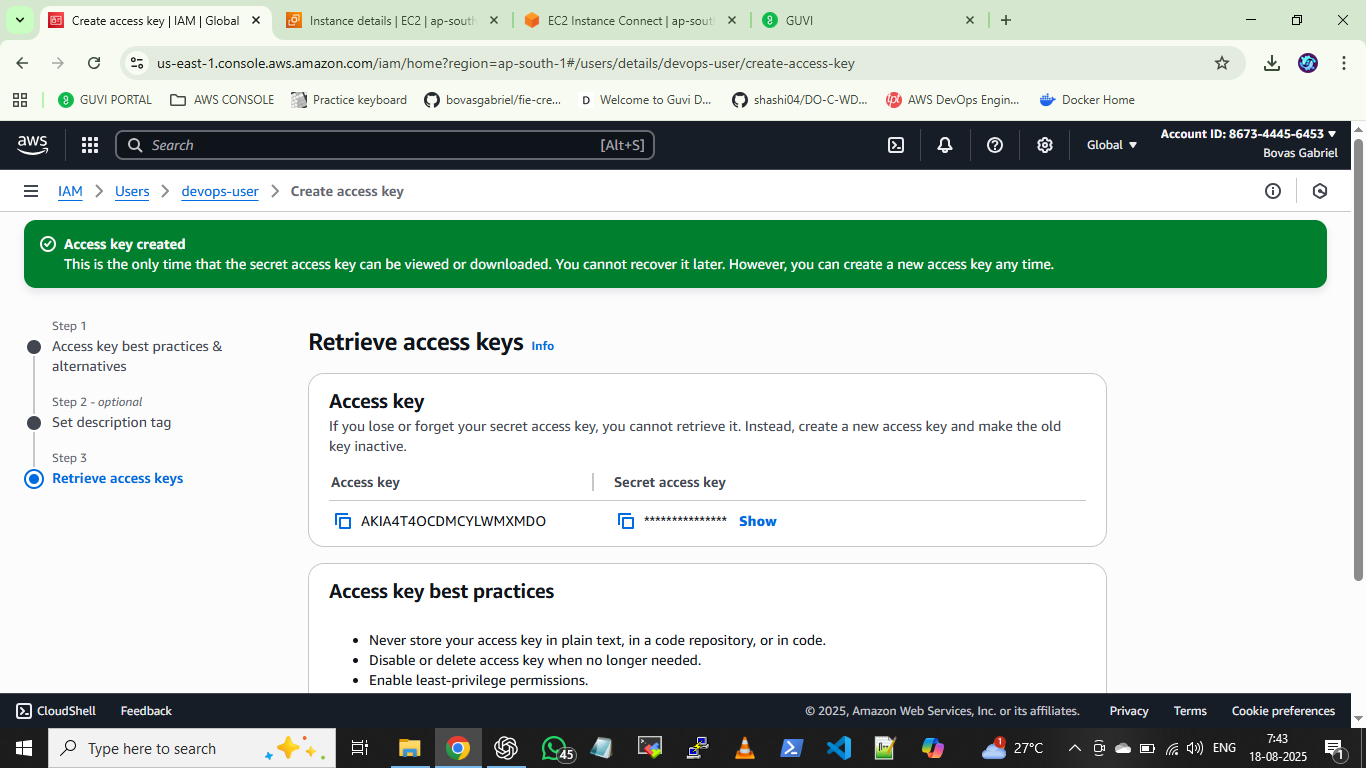 Create access key | IAM | Global
Instance details | EC2 | ap-south
EC2 Instance Connect | ap-sout
GUVI
us-east-1.console.aws.amazon.com/iam/home?region=ap-south-1#/users/details/devops-user/create-access-key
GUVI PORTAL
AWS CONSOLE
Practice keyboard
bovasgabriel/fie-cre...
D Welcome to Guvi D...
shashi04/DO-C-WD...
AWS DevOps Engin...
Docker Home
aws
Search
[Alt+S]
Global
Account ID: 8673-4445-6453
Bovas Gabriel
IAM
Users
devops-user
Create access key
Access key created
This is the only time that the secret access key can be viewed or downloaded. You cannot recover it later. However, you can create a new access key any time.
Step 1
Access key best practices &
alternatives
Step 2 - optional
Set description tag
Step 3
Retrieve access keys
Retrieve access keys Info
Access key
If you lose or forget your secret access key, you cannot retrieve it. Instead, create a new access key and make the old
key inactive.
Access key
Secret access key
AKIA4T4OCDMCYLWMXMDO
*************** Show
Access key best practices
• Never store your access key in plain text, in a code repository, or in code.
• Disable or delete access key when no longer needed.
• Enable least-privilege permissions.
CloudShell
Feedback
© 2025, Amazon Web Services, Inc. or its affiliates.
Privacy
Terms
Cookie preferences
Type here to search
45
1
27°C
ENG
7:43
18-08-2025
1